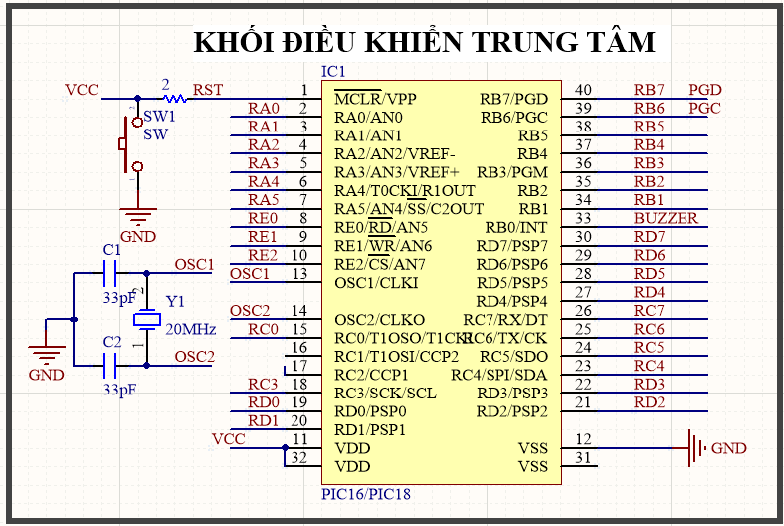 KHỐI ĐIỀU KHIỂN TRUNG TÂM
IC1
VCC
2
RST
1
MCLR/VPP
RB7/PGD
40
RB7
PGD
SW1
SW
1
GND
RA0
2
RA0/AN0
RB6/PGC
39
RB6
PGC
RA1
3
RA1/AN1
RB5
38
RB5
RA2
4
RA2/AN2/VREF-
RB4
37
RB4
RA3
5
RA3/AN3/VREF+
RB3/PGM
36
RB3
RA4
6
RA4/T0CKI/R1OUT
RB2
35
RB2
RA5
7
RA5/AN4/SS/C2OUT
RB1
34
RB1
RE0
8
RE0/RD/AN5
RB0/INT
33
BUZZER
RE1
9
RE1/WR/AN6
RD7/PSP7
30
RD7
RE2
10
RE2/CS/AN7
RD6/PSP6
29
RD6
OSC1
13
OSC1/CLKI
RD5/PSP5
28
RD5
RD4/PSP4
27
RD4
OSC2
14
OSC2/CLKO
RC7/RX/DT
26
RC7
RC0
15
RC0/T1OSO/T1CKI
RC6/TX/CK
25
RC6
16
RC1/T1OSI/CCP2
RC5/SDO
24
RC5
17
RC2/CCP1
RC4/SPI/SDA
23
RC4
RC3
18
RC3/SCK/SCL
RD3/PSP3
22
RD3
RD0
19
RD0/PSP0
RD2/PSP2
21
RD2
RD1
20
RD1/PSP1
VCC
11
VDD
VSS
12
GND
32
VDD
VSS
31
PIC16/PIC18
C1
33pF
OSC1
2
Y1
20MHz
1
C2
33pF
OSC2
GND